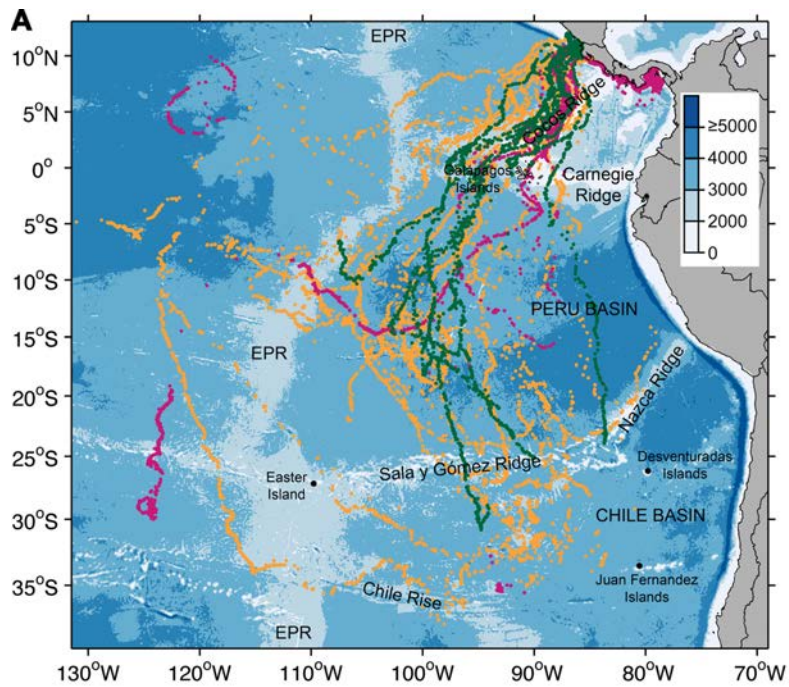 A
10°N
5°N
0°
5°S
10°S
15°S
20°S
25°S
30°S
35°S
130°W
120°W
110°W
100°W
90°W
80°W
70°W
EPR
Cocos Ridge
Galapagos
Islands
Carnegie
Ridge
≥5000
4000
3000
2000
0
PERU BASIN
EPR
Nazca Ridge
Sala y Gómez Ridge
Easter
Island
Desventuradas
Islands
CHILE BASIN
Juan Fernandez
Islands
Chile Rise
EPR